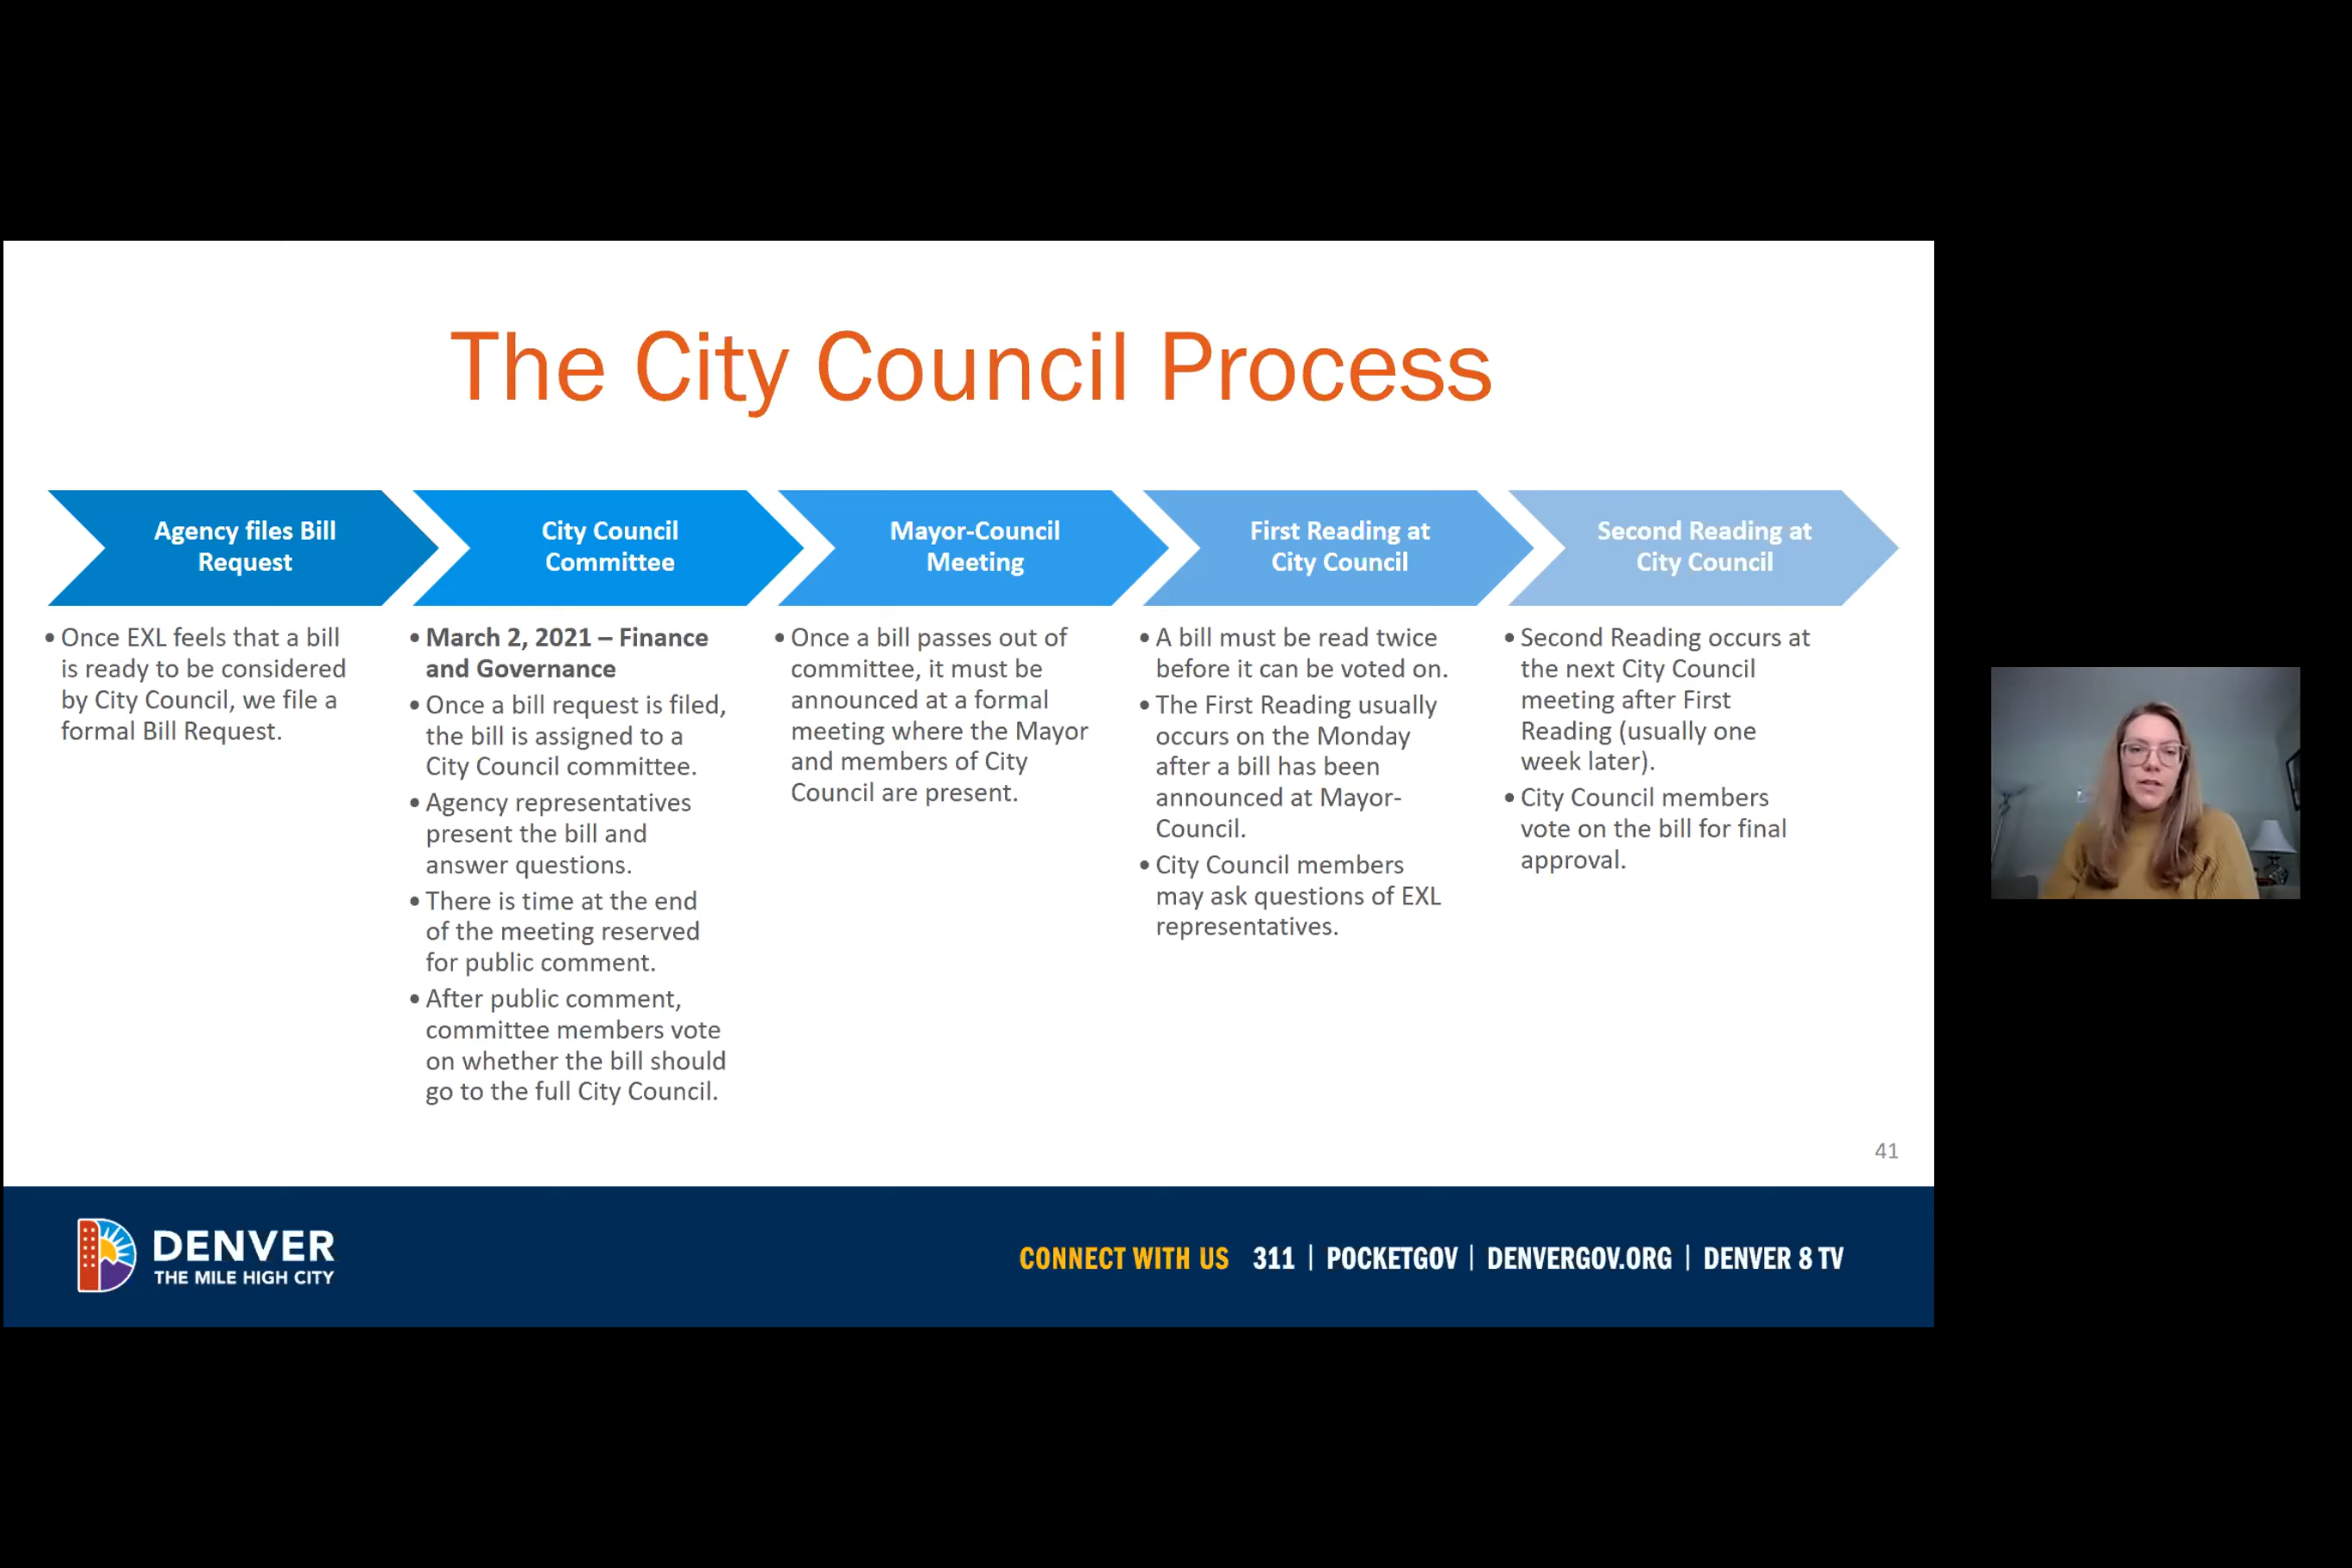 The City Council Process
Agency files Bill
Request
• Once EXL feels that a bill
is ready to be considered
by City Council, we file a
formal Bill Request.
City Council
Committee
• March 2, 2021 – Finance
and Governance
• Once a bill request is filed,
the bill is assigned to a
City Council committee.
• Agency representatives
present the bill and
answer questions.
• There is time at the end
of the meeting reserved
for public comment.
• After public comment,
committee members vote
on whether the bill should
go to the full City Council.
Mayor-Council
Meeting
• Once a bill passes out of
committee, it must be
announced at a formal
meeting where the Mayor
and members of City
Council are present.
First Reading at
City Council
• A bill must be read twice
before it can be voted on.
• The First Reading usually
occurs on the Monday
after a bill has been
announced at Mayor-
Council.
• City Council members
may ask questions of EXL
representatives.
Second Reading at
City Council
• Second Reading occurs at
the next City Council
meeting after First
Reading (usually one
week later).
• City Council members
vote on the bill for final
approval.
41
DENVER
THE MILE HIGH CITY
CONNECT WITH US 311 | POCKETGOV | DENVERGOV.ORG | DENVER 8 TV